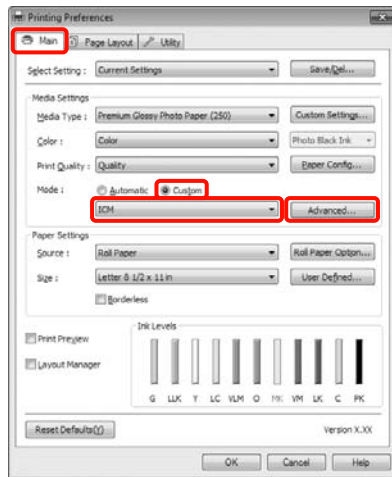 Printing Preferences
Main Page Layout Utility
Select Setting : Current Settings Save/Del...
Media Settings
Media Type : Premium Glossy Photo Paper (250) Custom Settings...
Color : Color Photo Black Ink
Print Quality : Quality Paper Config...
Mode : Automatic Custom
ICM Advanced...
Paper Settings
Source : Roll Paper Roll Paper Option...
Size : Letter 8 1/2 x 11 in User Defined...
Borderless
Print Preview
Layout Manager
Ink Levels
G LLK Y LC VLM O MK VM LK C PK
Reset Defaults(Y) Version X.XX
OK Cancel Help